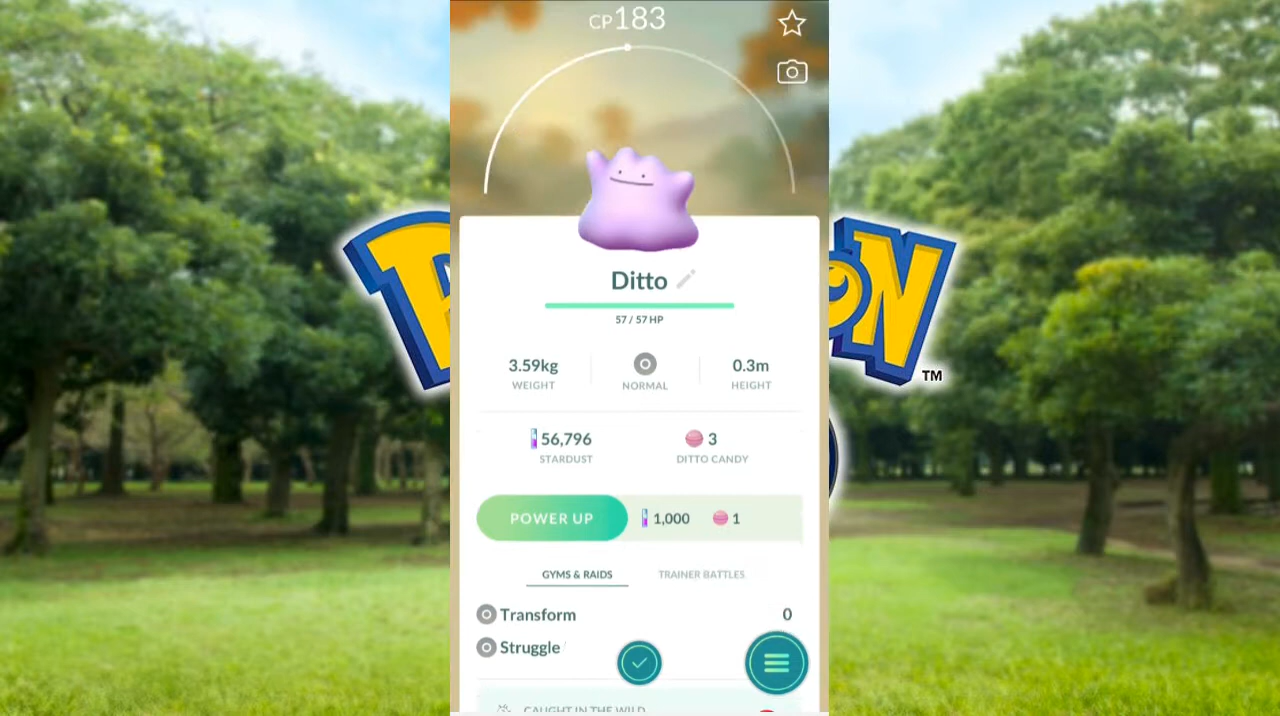 CP183
Ditto
57 / 57 HP
3.59kg
WEIGHT
NORMAL
0.3m
HEIGHT
56,796
STARDUST
3
DITTO CANDY
POWER UP
1,000
1
GYMS & RAIDS
TRAINER BATTLES
Transform
0
Struggle
CAUGHT IN THE WILD
P
ON
TM